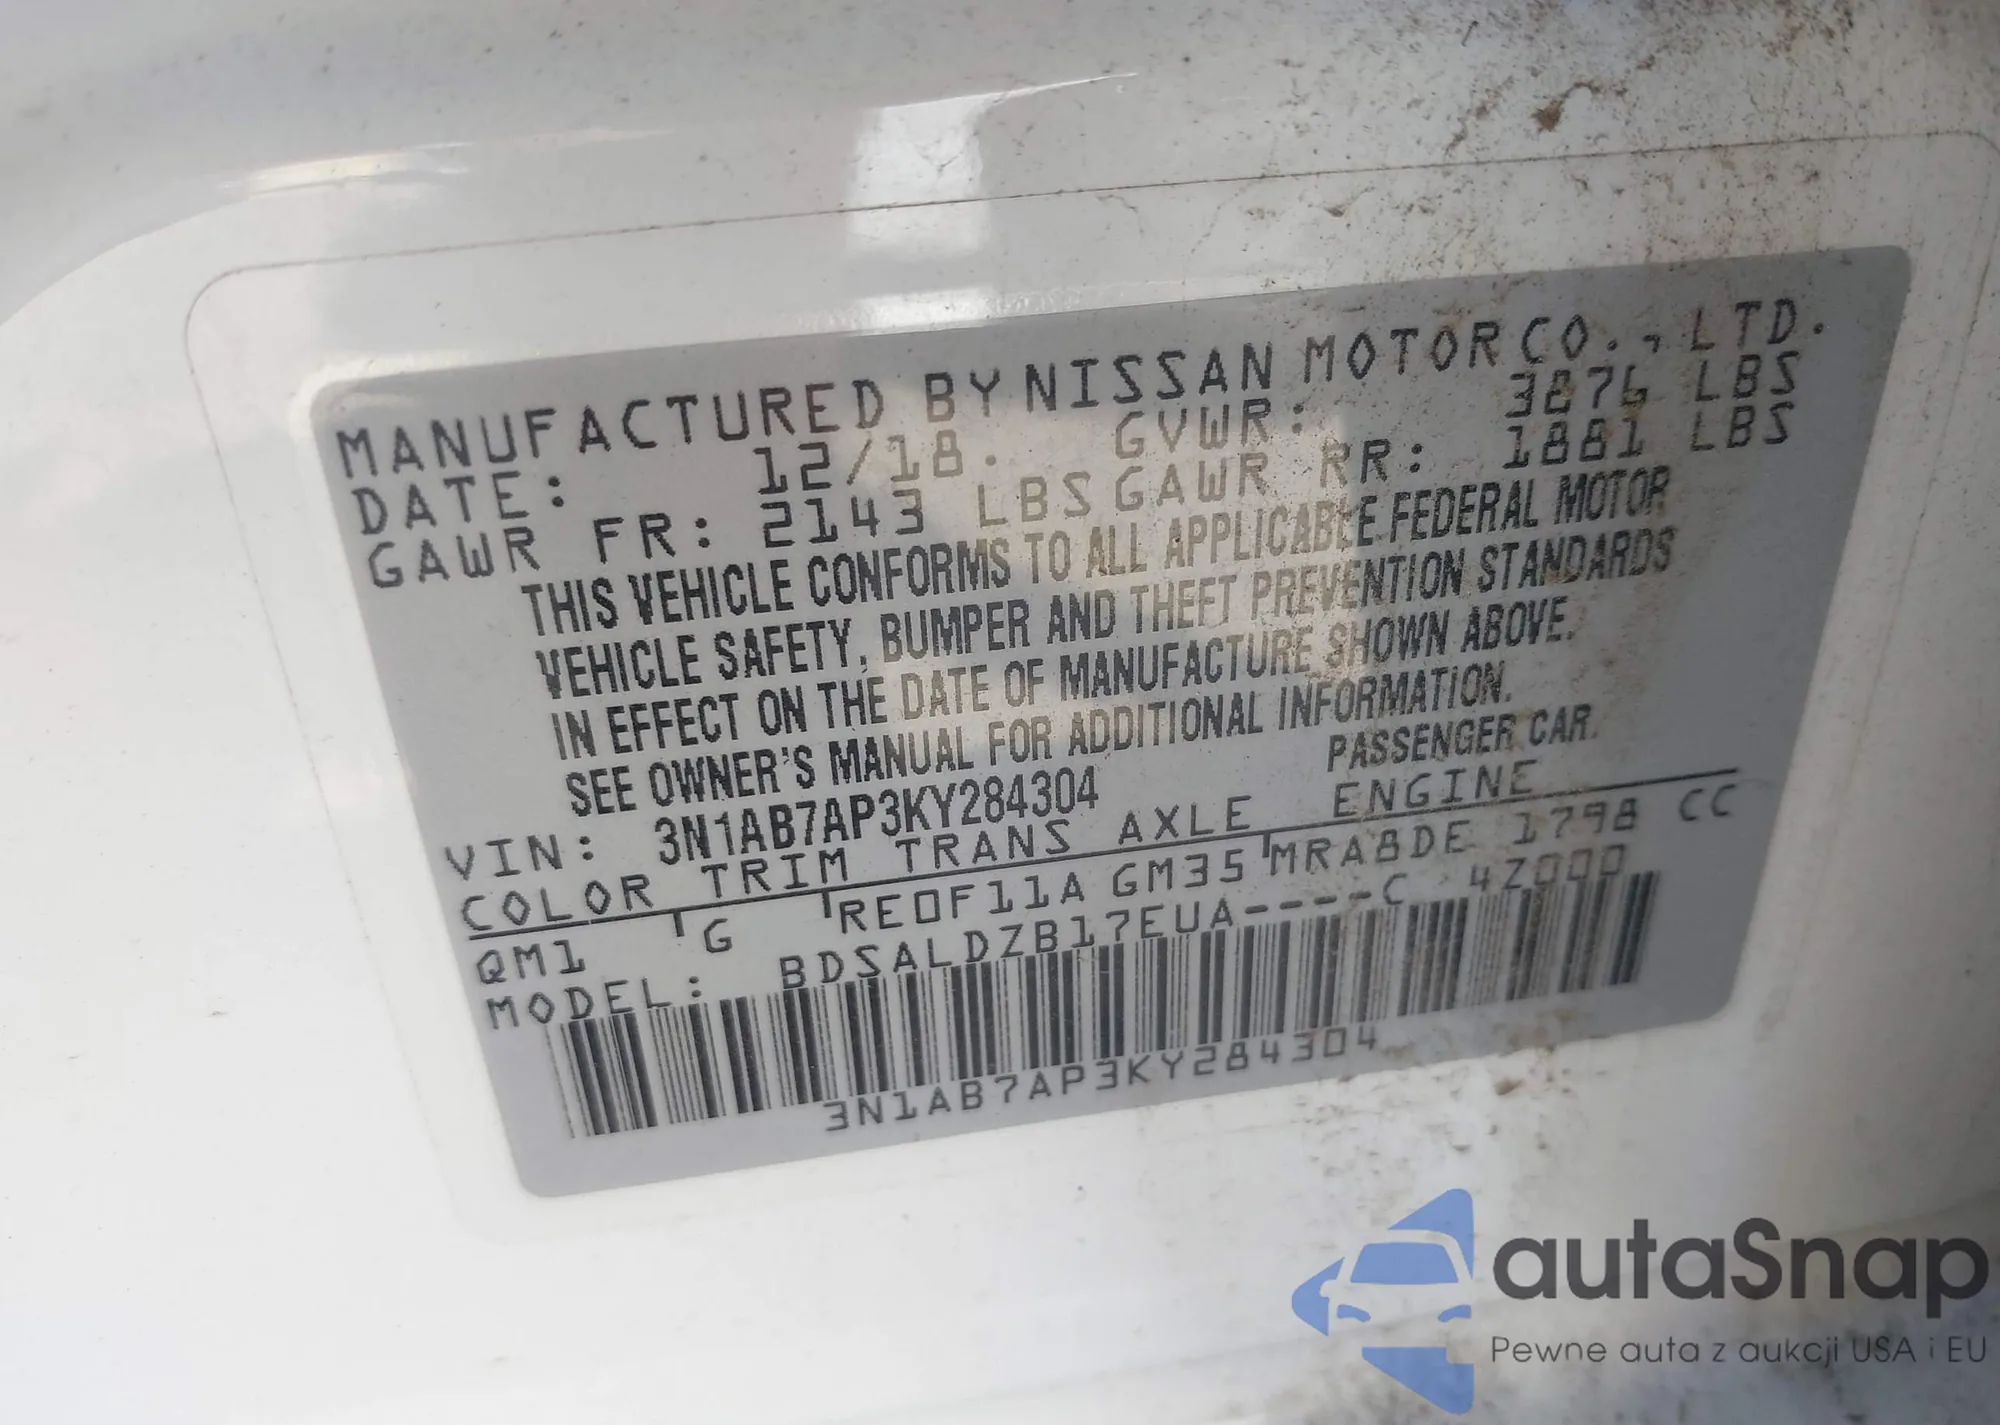 MANUFACTURED BY NISSAN MOTOR CO., LTD.
DATE: 12/18. GVWR: 3876 LBS
GAWR FR: 2143 LBS GAWR RR: 1881 LBS
THIS VEHICLE CONFORMS TO ALL APPLICABLE FEDERAL MOTOR
VEHICLE SAFETY, BUMPER AND THEFT PREVENTION STANDARDS
IN EFFECT ON THE DATE OF MANUFACTURE SHOWN ABOVE.
SEE OWNER'S MANUAL FOR ADDITIONAL INFORMATION.
PASSENGER CAR.
VIN: 3N1AB7AP3KY284304
COLOR TRIM TRANS AXLE ENGINE
QM1 G RE0F11A GM35 MRA8DE 1798 CC
MODEL: BDSALDZB17EUA----C 4Z000
3N1AB7AP3KY284304
autaSnap
Pewne auta z aukcji USA i EU